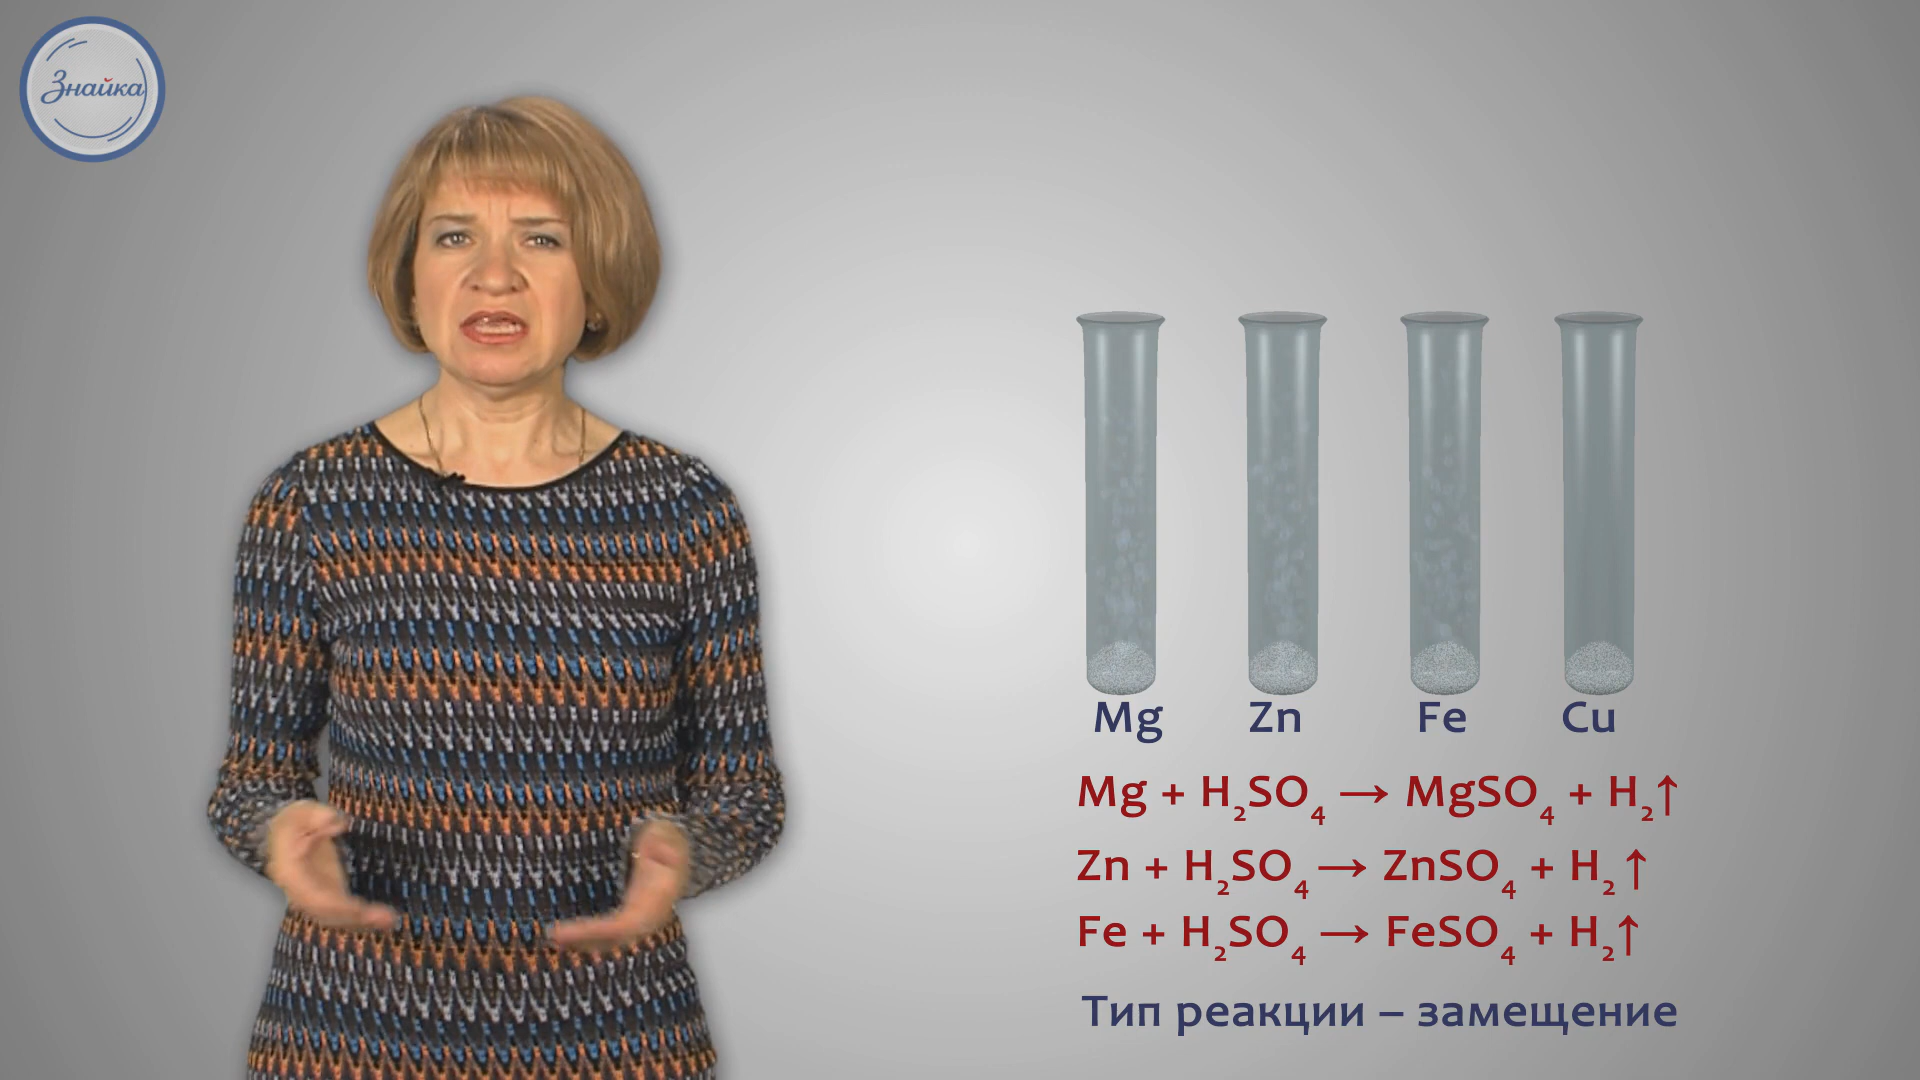 Знайка
Mg Zn Fe Cu
Mg + H₂SO₄ → MgSO₄ + H₂↑
Zn + H₂SO₄ → ZnSO₄ + H₂↑
Fe + H₂SO₄ → FeSO₄ + H₂↑
Тип реакции – замещение